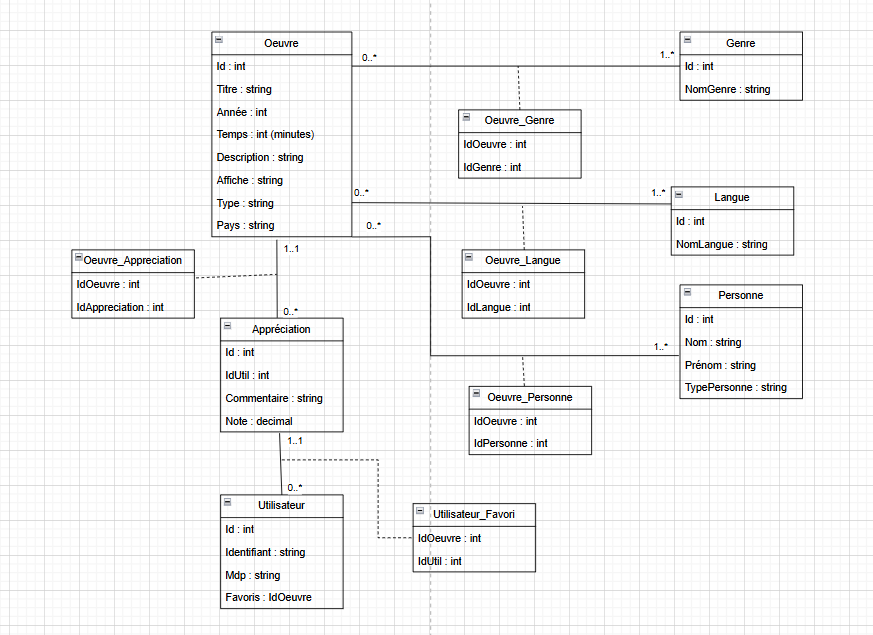 Oeuvre
Id : int
Titre : string
Année : int
Temps : int (minutes)
Description : string
Affiche : string
Type : string
Pays : string
0..*
1..*
Genre
Id : int
NomGenre : string
Oeuvre_Genre
IdOeuvre : int
IdGenre : int
0..*
1..*
Langue
Id : int
NomLangue : string
0..*
Oeuvre_Langue
IdOeuvre : int
IdLangue : int
1..1
Oeuvre_Appreciation
IdOeuvre : int
IdAppreciation : int
0..*
Personne
Id : int
Nom : string
Prénom : string
TypePersonne : string
1..*
Appréciation
Id : int
IdUtil : int
Commentaire : string
Note : decimal
Oeuvre_Personne
IdOeuvre : int
IdPersonne : int
1..1
0..*
Utilisateur
Id : int
Identifiant : string
Mdp : string
Favoris : IdOeuvre
Utilisateur_Favori
IdOeuvre : int
IdUtil : int